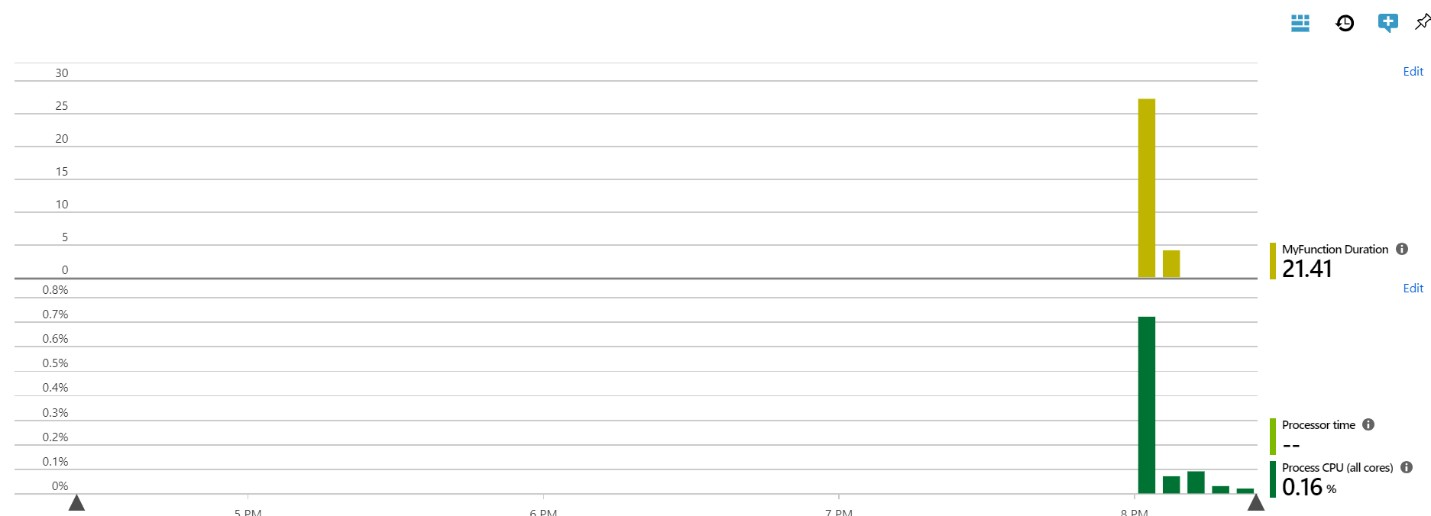 30
Edit
25
20
15
10
5
MyFunction Duration
0
21.41
0.8%
Edit
0.7%
0.6%
0.5%
0.4%
0.3%
Processor time
0.2%
--
0.1%
Process CPU (all cores)
0%
0.16 %
5 PM
6 PM
7 PM
8 PM